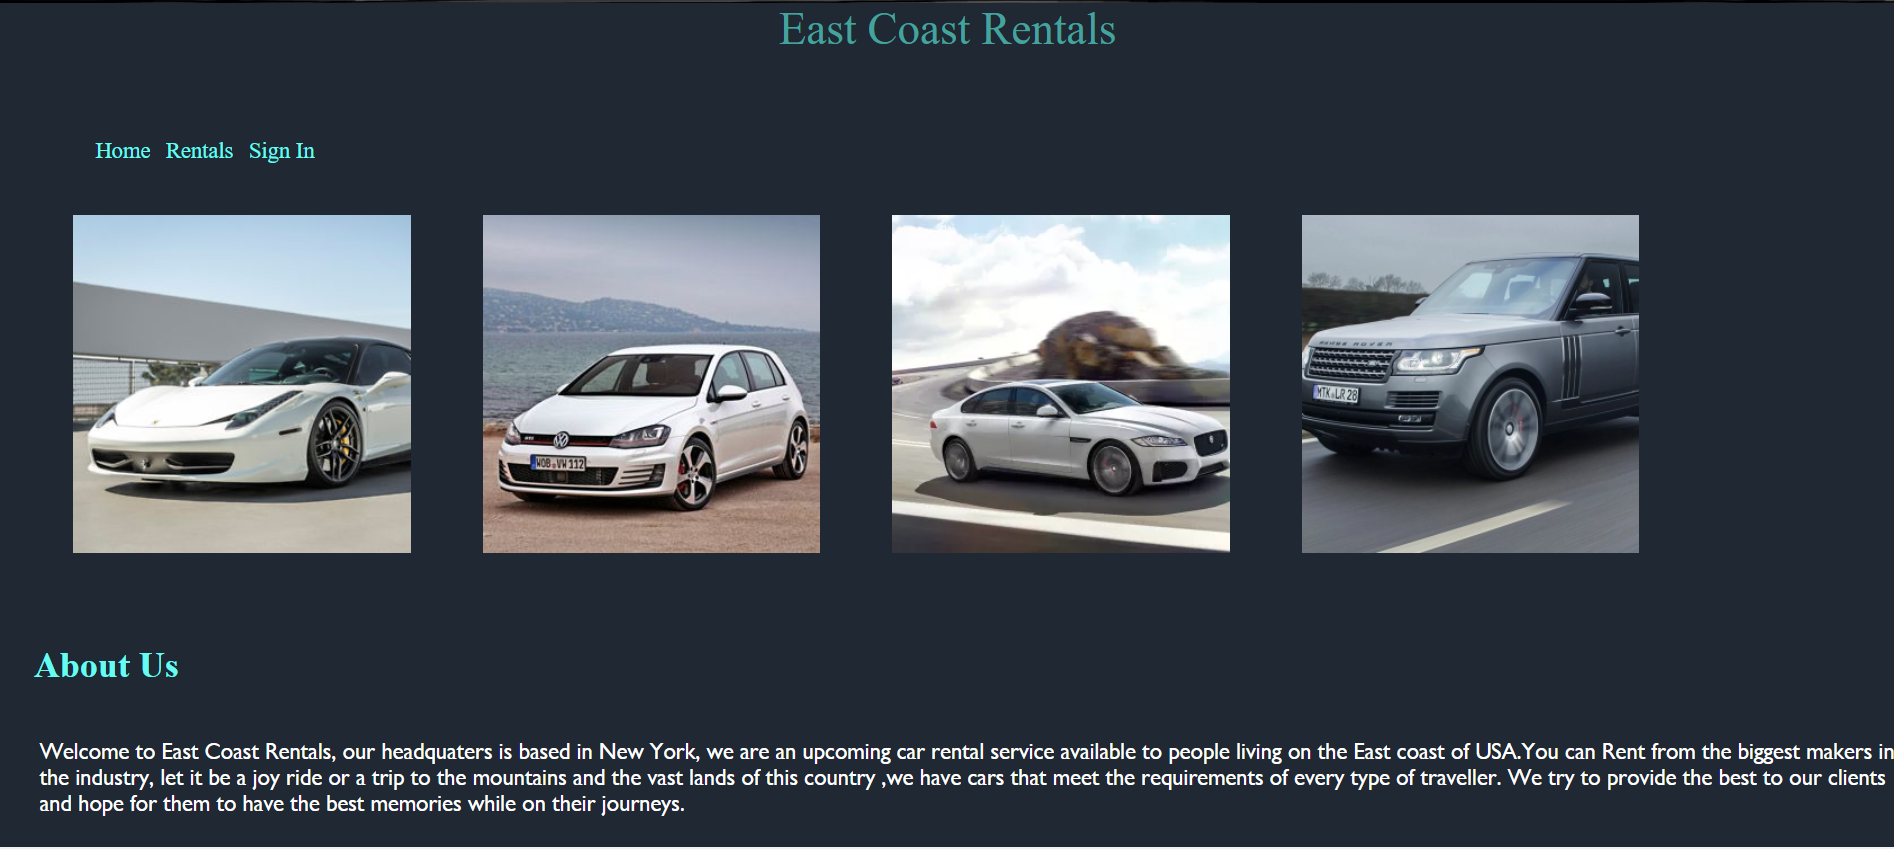 East Coast Rentals
Home Rentals Sign In
WOB VW 112
RANGE ROVER
MTK LR 28
About Us
Welcome to East Coast Rentals, our headquaters is based in New York, we are an upcoming car rental service available to people living on the East coast of USA.You can Rent from the biggest makers in
the industry, let it be a joy ride or a trip to the mountains and the vast lands of this country ,we have cars that meet the requirements of every type of traveller. We try to provide the best to our clients
and hope for them to have the best memories while on their journeys.